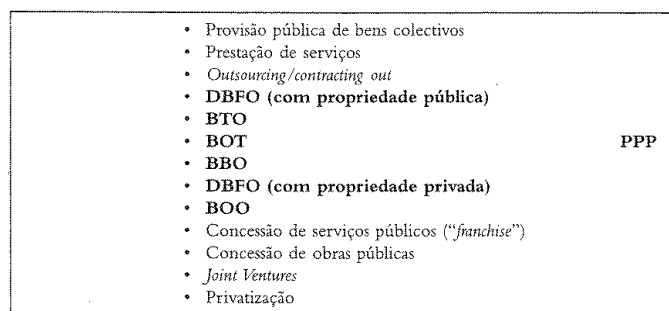 • Provisão pública de bens colectivos
• Prestação de serviços
• Outsourcing/contracting out
• DBFO (com propriedade pública)
• BTO
• BOT PPP
• BBO
• DBFO (com propriedade privada)
• BOO
• Concessão de serviços públicos (“franchise”)
• Concessão de obras públicas
• Joint Ventures
• Privatização